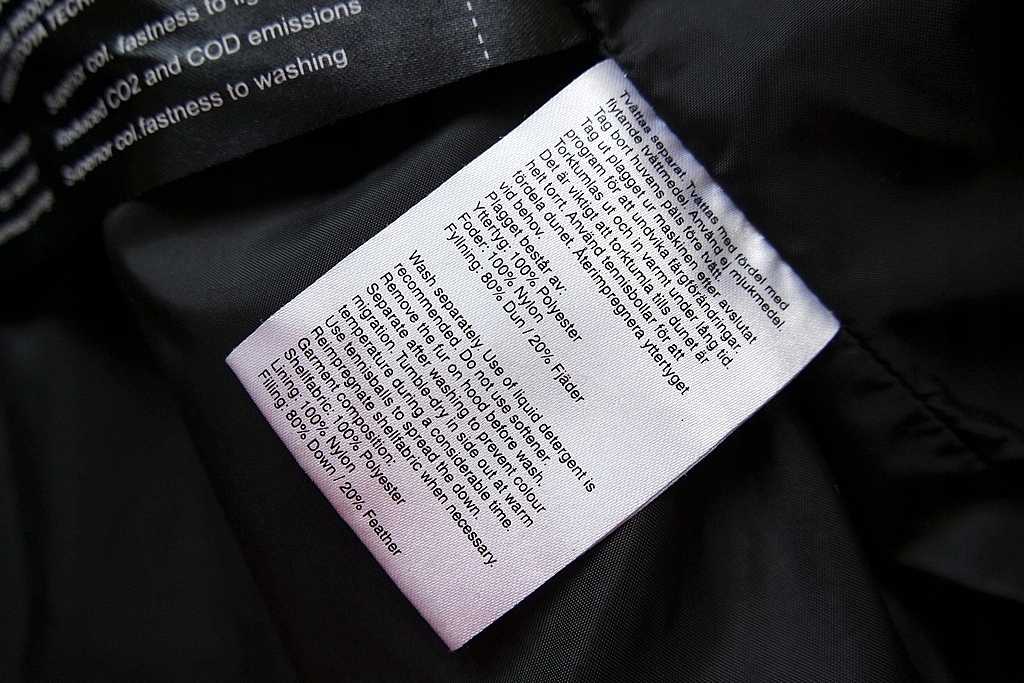 Superior col. fastness to
Reduced CO2 and COD emissions
Superior col.fastness to washing
Tvättas separat. Tvättas med fördel med
flytande tvättmedel. Använd ej mjukmedel.
Tag bort huvans päls före tvätt.
Tag ut plagget ur maskinen efter avslutat
program för att undvika färgförändringar.
Torktumlas ut och in varmt under lång tid.
Det är viktigt att torktumla tills dunet är
helt torrt. Använd tennisbollar för att
fördela dunet. Återimpregnera yttertyget
vid behov.
Plagget består av:
Yttertyg: 100% Polyester
Foder: 100% Nylon
Fyllning: 80% Dun / 20% Fjäder
Wash separately. Use of liquid detergent is
recommended. Do not use softener.
Remove the fur on hood before wash.
Separate after washing to prevent colour
migration. Tumble-dry in side out at warm
temperature during a considerable time.
Use tennisballs to spread the down.
Reimpregnate shellfabric when necessary.
Garment composition:
Shellfabric: 100% Polyester
Lining: 100% Nylon
Filling: 80% Down / 20% Feather